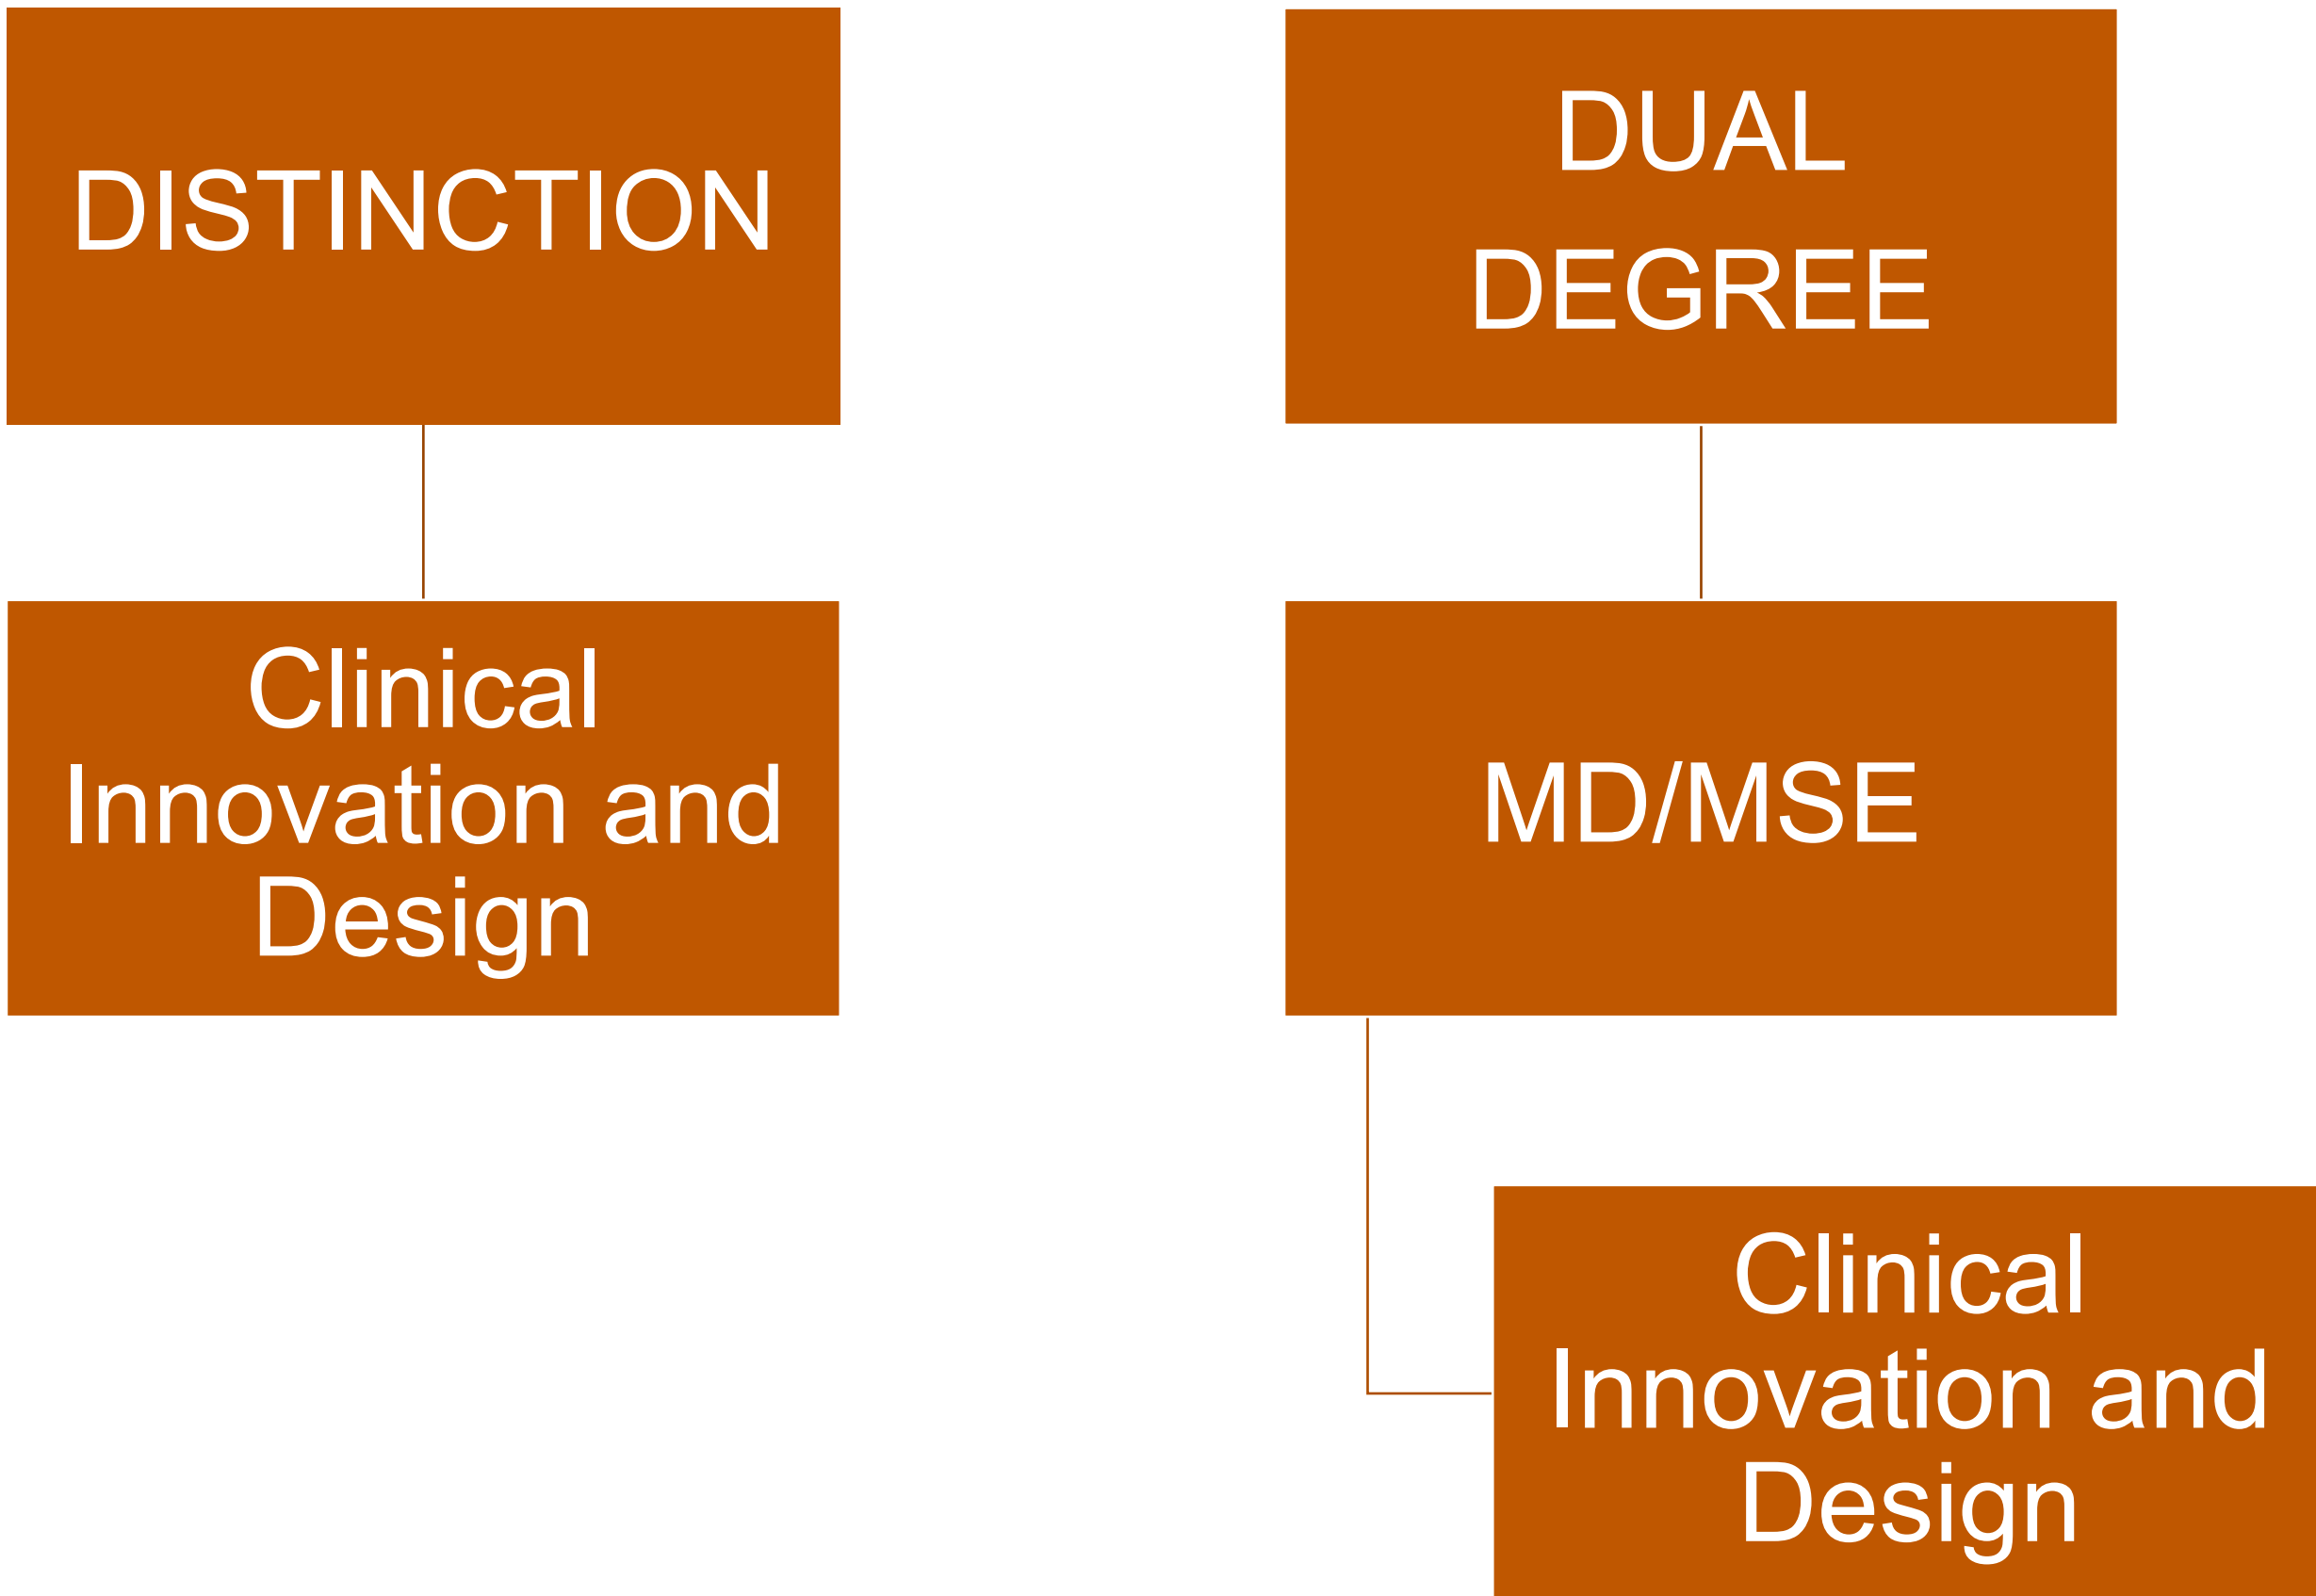 DISTINCTION
Clinical
Innovation and
Design
DUAL
DEGREE
MD/MSE
Clinical
Innovation and
Design